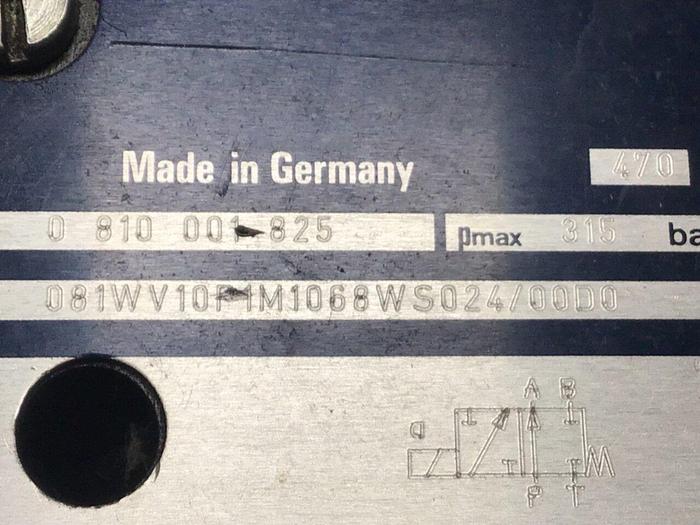 Made in Germany
470
0 810 001 825
pmax 315 ba
081WV10P1M1068WS024/00D0
A B
a
P T